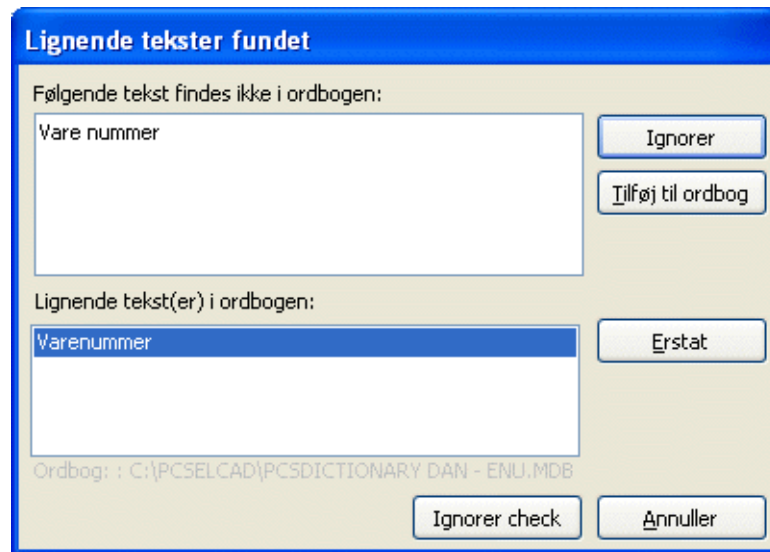 Lignende tekster fundet
Følgende tekst findes ikke i ordbogen:
Vare nummer
Ignorer
Tilføj til ordbog
Lignende tekst(er) i ordbogen:
Varenummer
Erstat
Ordbog: : C:\PCSELCAD\PCSDICTIONARY DAN - ENU.MDB
Ignorer check
Annuller